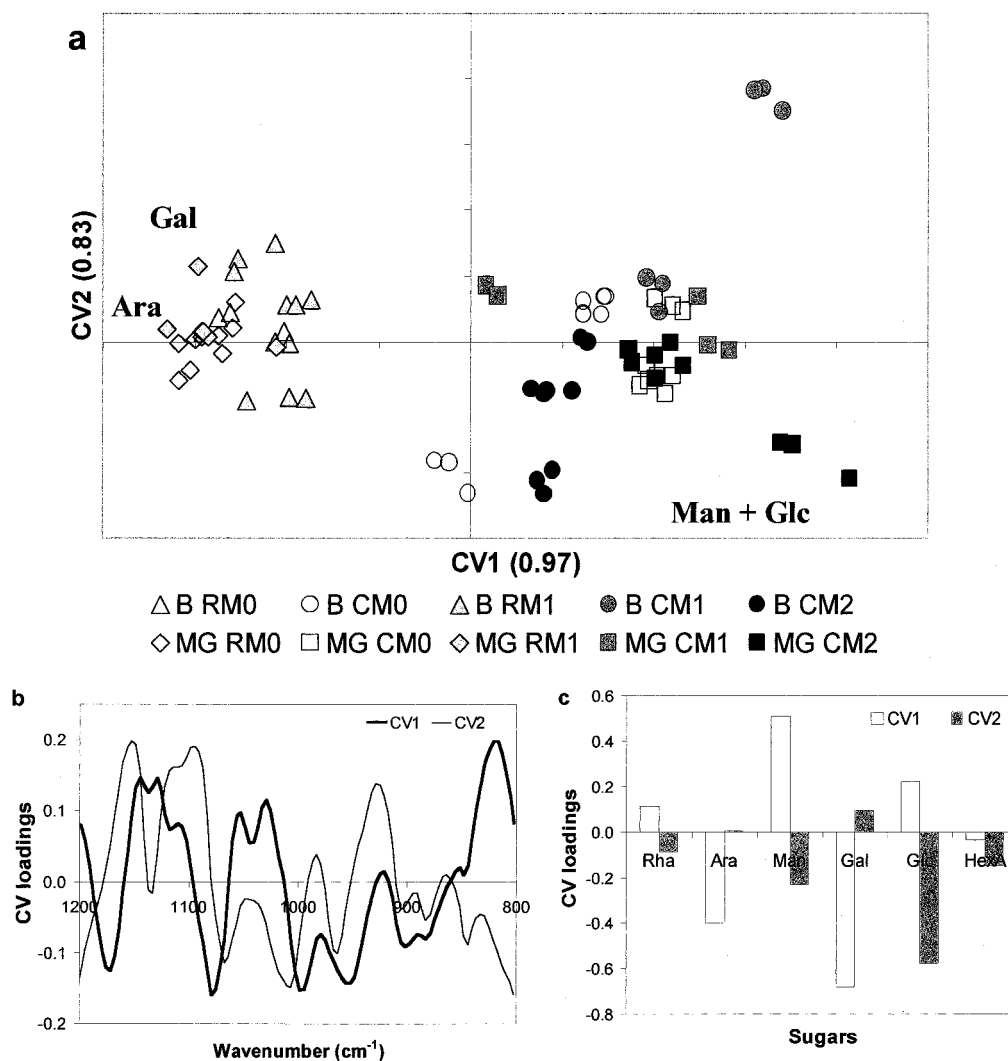 a
Gal
Ara
CV2 (0.83)
Man + Glc
CV1 (0.97)
B RM0 B CM0 B RM1 B CM1 B CM2
MG RM0 MG CM0 MG RM1 MG CM1 MG CM2
b
CV1 CV2
0.2
0.1
0.0
-0.1
-0.2
CV loadings
1200 1100 1000 900 800
Wavenumber (cm⁻¹)
c
CV1 CV2
0.6
0.4
0.2
0.0
-0.2
-0.4
-0.6
-0.8
CV loadings
Rha Ara Man Gal Glc HexA
Sugars